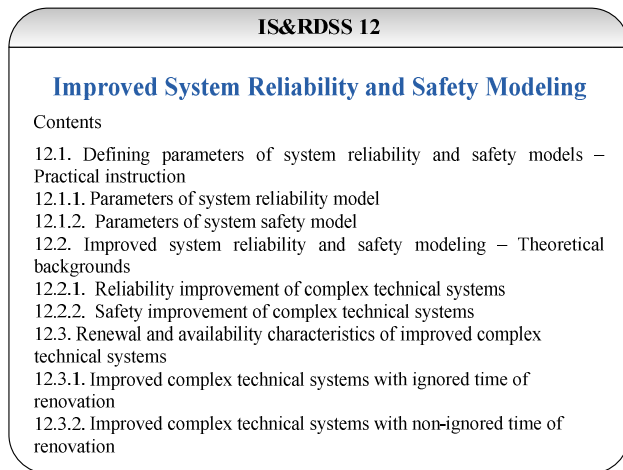 IS&RDSS 12
Improved System Reliability and Safety Modeling
Contents
12.1. Defining parameters of system reliability and safety models –
Practical instruction
12.1.1. Parameters of system reliability model
12.1.2. Parameters of system safety model
12.2. Improved system reliability and safety modeling – Theoretical
backgrounds
12.2.1. Reliability improvement of complex technical systems
12.2.2. Safety improvement of complex technical systems
12.3. Renewal and availability characteristics of improved complex
technical systems
12.3.1. Improved complex technical systems with ignored time of
renovation
12.3.2. Improved complex technical systems with non-ignored time of
renovation